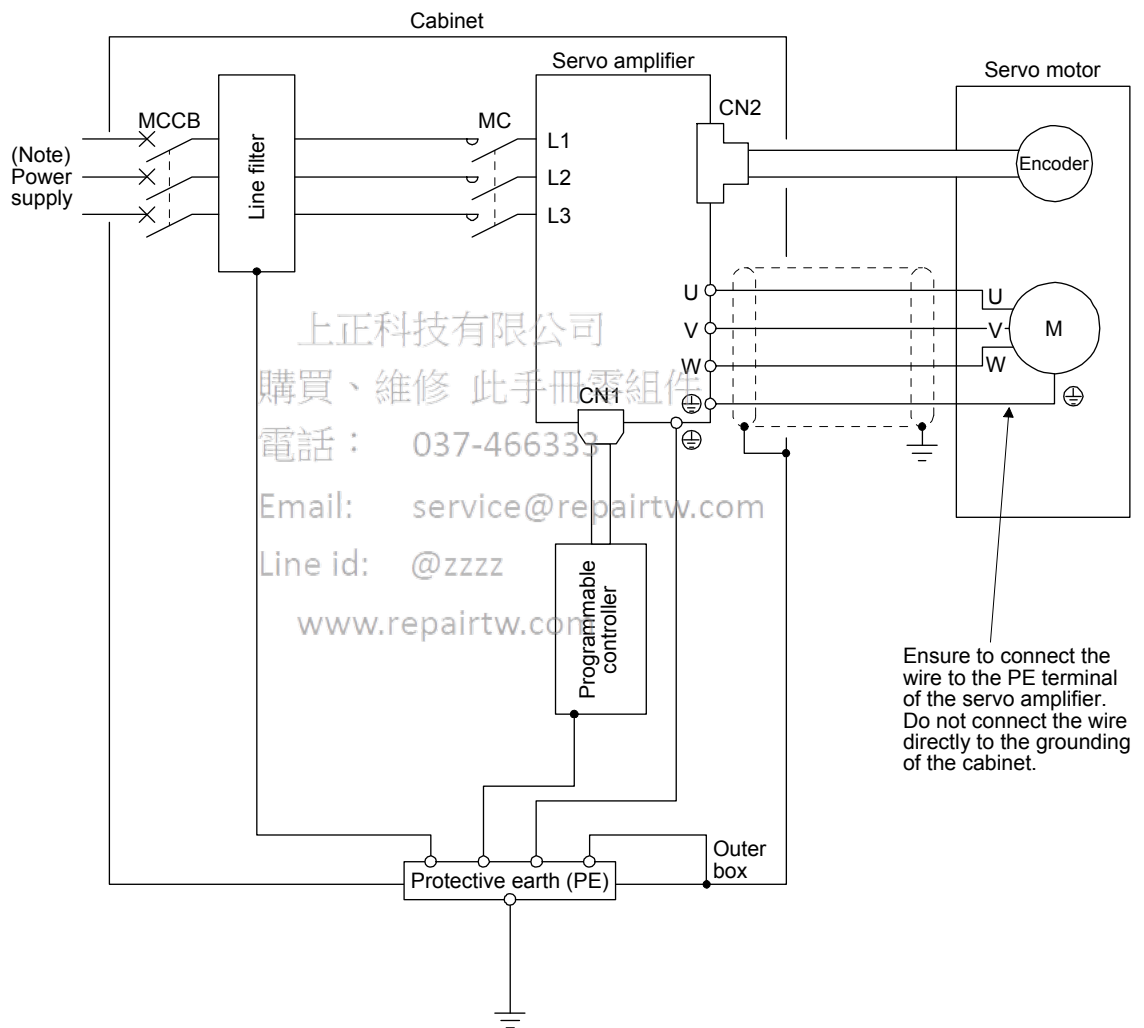 Cabinet
Servo amplifier
Servo motor
MCCB
MC
CN2
(Note)
Power
supply
Line filter
L1
L2
L3
Encoder
U
V
W
U
V
W
M
上正科技有限公司
購買、維修 此手冊零組件
CN1
電話： 037-466333
Email: service@repairtw.com
Line id: @zzzz
www.repairtw.com
Programmable
controller
Ensure to connect the
wire to the PE terminal
of the servo amplifier.
Do not connect the wire
directly to the grounding
of the cabinet.
Outer
box
Protective earth (PE)